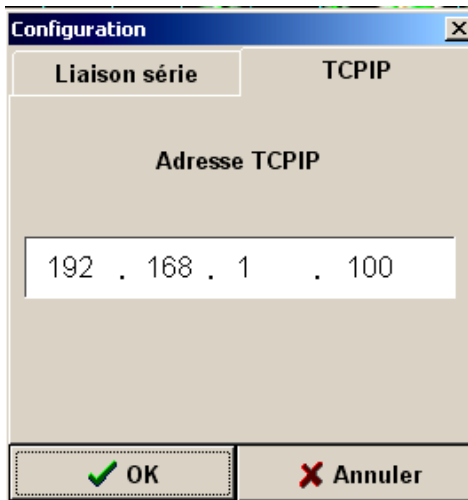 Configuration
Liaison série TCPIP
Adresse TCPIP
192 . 168 . 1 . 100
OK Annuler